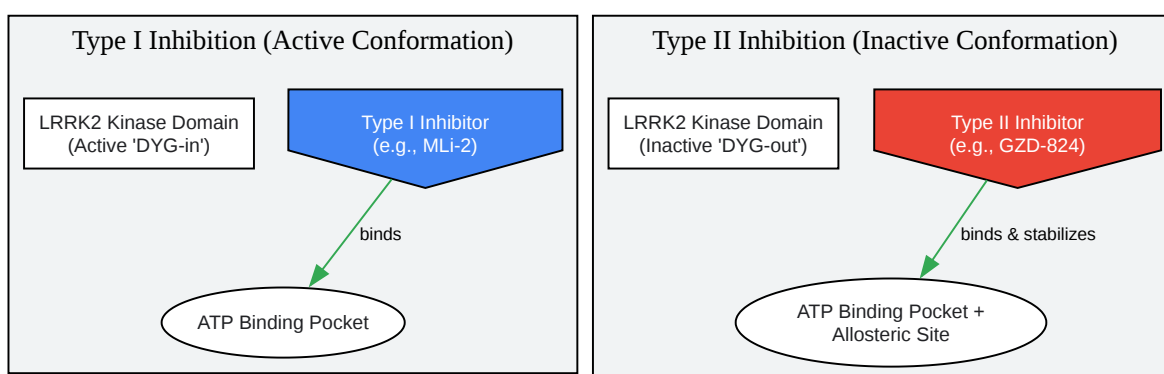 Type I Inhibition (Active Conformation)
LRRK2 Kinase Domain
(Active 'DYG-in')
Type I Inhibitor
(e.g., MLi-2)
binds
ATP Binding Pocket
Type II Inhibition (Inactive Conformation)
LRRK2 Kinase Domain
(Inactive 'DYG-out')
Type II Inhibitor
(e.g., GZD-824)
binds & stabilizes
ATP Binding Pocket +
Allosteric Site